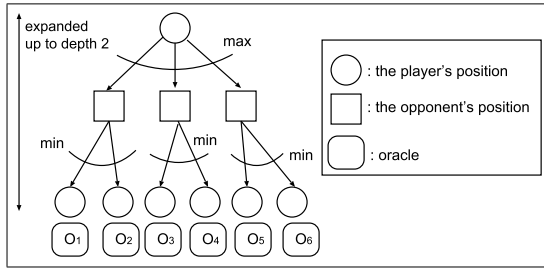 expanded
up to depth 2
max
: the player's position
: the opponent's position
: oracle
min
min
min
O1
O2
O3
O4
O5
O6